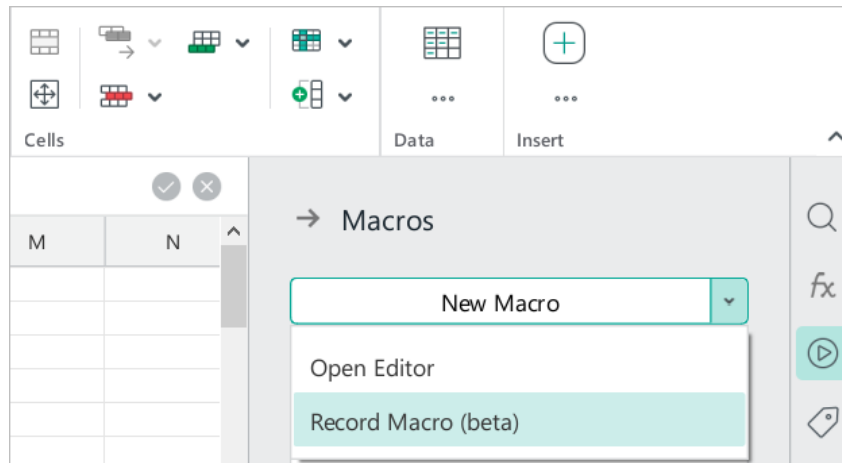 Cells
Data
Insert
M
N
Macros
New Macro
fx
Open Editor
Record Macro (beta)